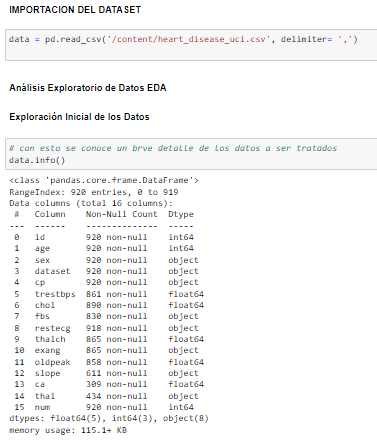 IMPORTACION DEL DATASET
data = pd.read_csv('/content/heart_disease_uci.csv', delimiter= ',')
Análisis Exploratorio de Datos EDA
Exploración Inicial de los Datos
# con esto se conoce un brve detalle de los datos a ser tratados
data.info()
<class 'pandas.core.frame.DataFrame'>
RangeIndex: 920 entries, 0 to 919
Data columns (total 16 columns):
 #   Column    Non-Null Count  Dtype
---  ------    --------------  -----
 0   id        920 non-null    int64
 1   age       920 non-null    int64
 2   sex       920 non-null    object
 3   dataset   920 non-null    object
 4   cp        920 non-null    object
 5   trestbps  861 non-null    float64
 6   chol      890 non-null    float64
 7   fbs       830 non-null    object
 8   restecg   918 non-null    object
 9   thalch    865 non-null    float64
 10  exang     865 non-null    object
 11  oldpeak   858 non-null    float64
 12  slope     611 non-null    object
 13  ca        309 non-null    float64
 14  thal      434 non-null    object
 15  num       920 non-null    int64
dtypes: float64(5), int64(3), object(8)
memory usage: 115.1+ KB